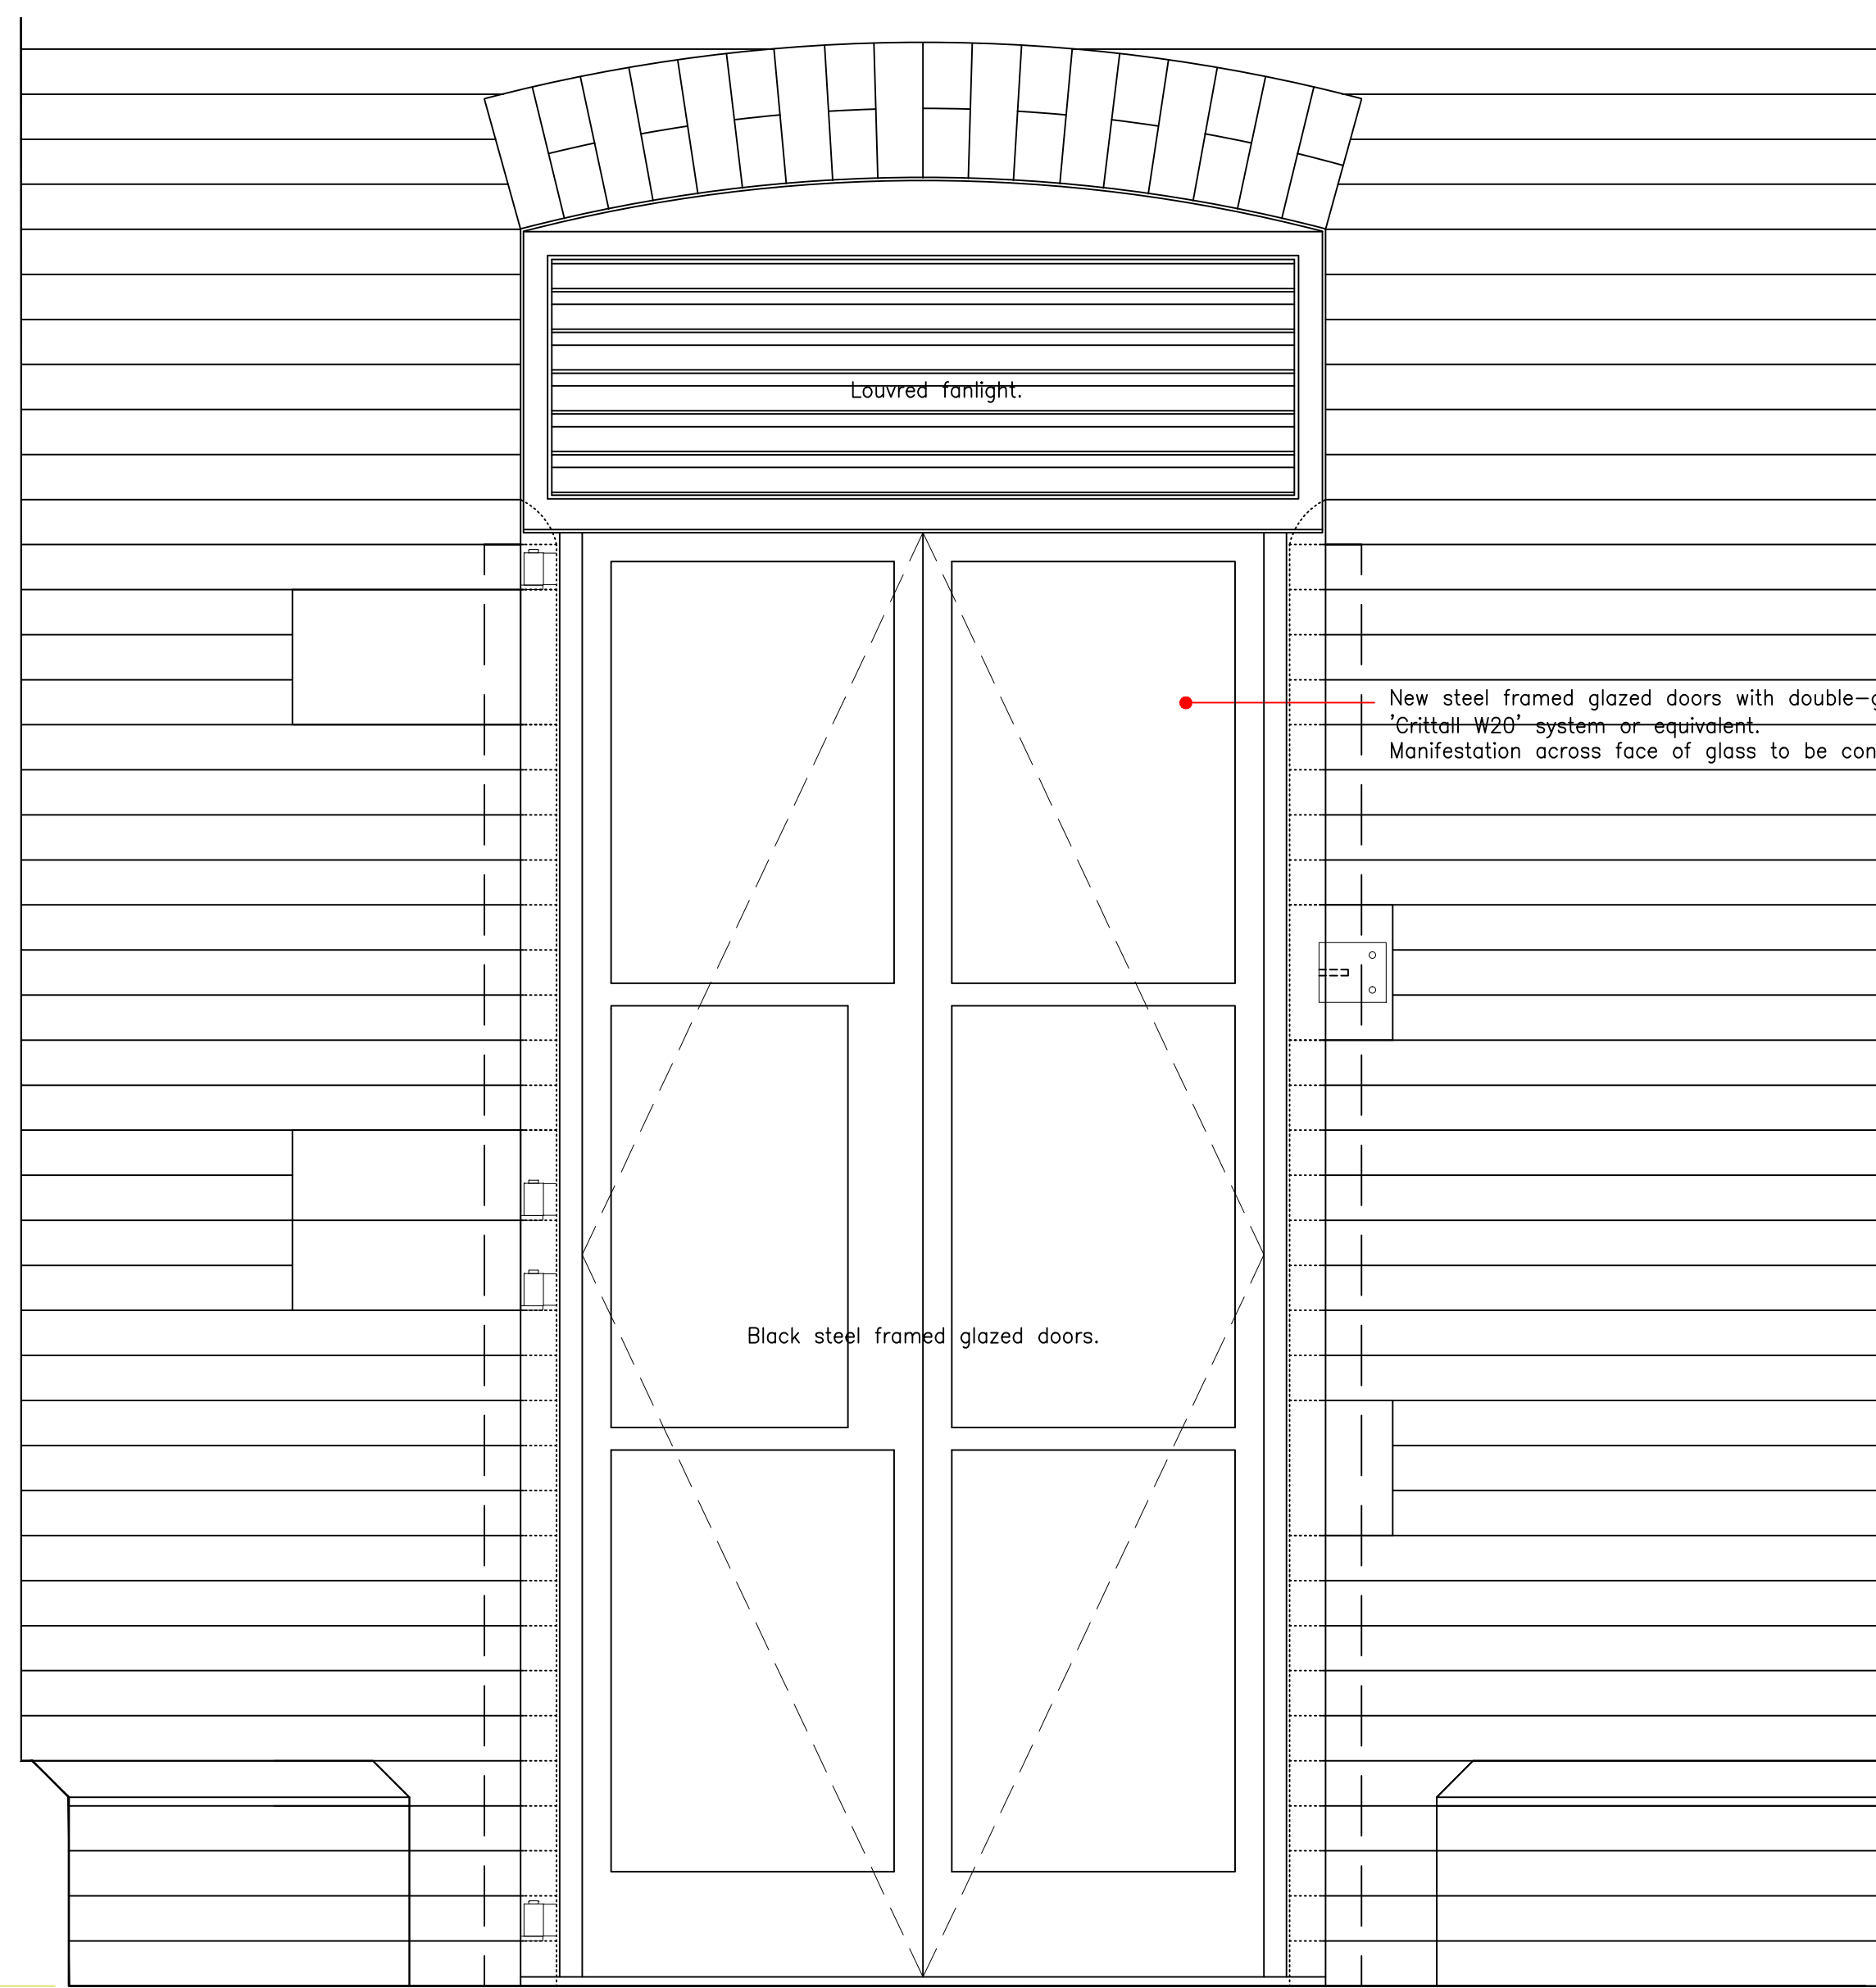 Louvred fanlight.
New steel framed glazed doors with
'Crittall W20' system or equivalent.
Manifestation across face of glass to be
Black steel framed glazed doors.